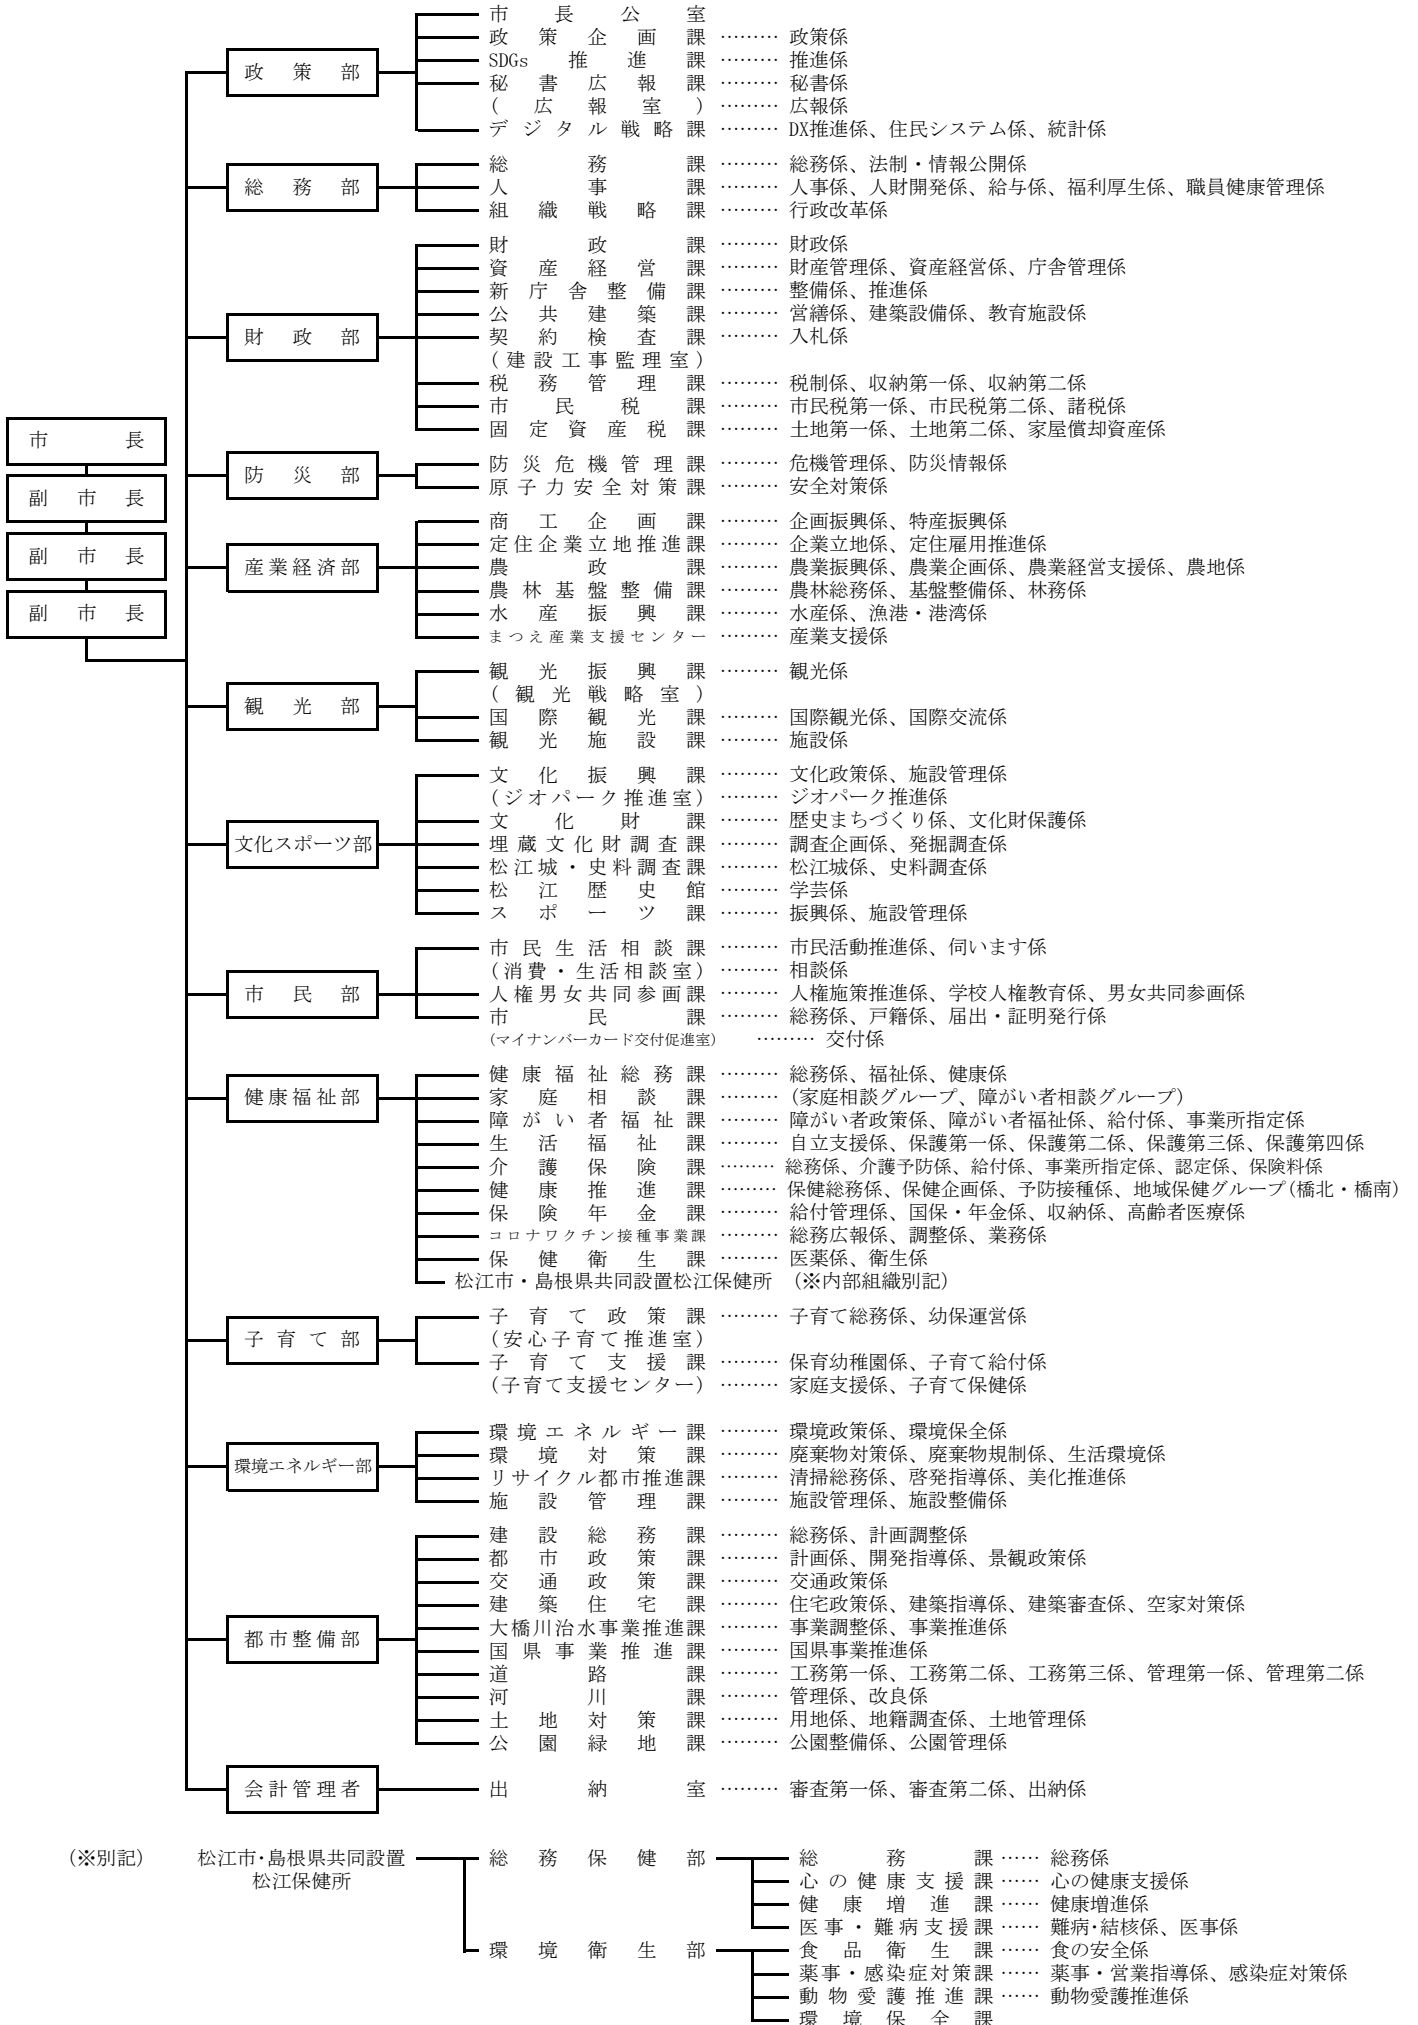 市長
副市長
副市長
副市長
政策部
市長公室
政策企画課 ……… 政策係
SDGs推進課 ……… 推進係
秘書広報課 ……… 秘書係
(広報室) ……… 広報係
デジタル戦略課 ……… DX推進係、住民システム係、統計係
総務部
総務課 ……… 総務係、法制・情報公開係
人事課 ……… 人事係、人財開発係、給与係、福利厚生係、職員健康管理係
組織戦略課 ……… 行政改革係
財政部
財政課 ……… 財政係
資産経営課 ……… 財産管理係、資産経営係、庁舎管理係
新庁舎整備課 ……… 整備係、推進係
公共建築課 ……… 営繕係、建築設備係、教育施設係
契約検査課 ……… 入札係
(建設工事監理室)
税務管理課 ……… 税制係、収納第一係、収納第二係
市民税課 ……… 市民税第一係、市民税第二係、諸税係
固定資産税課 ……… 土地第一係、土地第二係、家屋償却資産係
防災部
防災危機管理課 ……… 危機管理係、防災情報係
原子力安全対策課 ……… 安全対策係
産業経済部
商工企画課 ……… 企画振興係、特産振興係
定住企業立地推進課 ……… 企業立地係、定住雇用推進係
農政課 ……… 農業振興係、農業企画係、農業経営支援係、農地係
農林基盤整備課 ……… 農林総務係、基盤整備係、林務係
水産振興課 ……… 水産係、漁港・港湾係
まつえ産業支援センター ……… 産業支援係
観光部
観光振興課 ……… 観光係
(観光戦略室)
国際観光課 ……… 国際観光係、国際交流係
観光施設課 ……… 施設係
文化スポーツ部
文化振興課 ……… 文化政策係、施設管理係
(ジオパーク推進室) ……… ジオパーク推進係
文化財課 ……… 歴史まちづくり係、文化財保護係
埋蔵文化財調査課 ……… 調査企画係、発掘調査係
松江城・史料調査課 ……… 松江城係、史料調査係
松江歴史館 ……… 学芸係
スポーツ課 ……… 振興係、施設管理係
市民部
市民生活相談課 ……… 市民活動推進係、伺います係
(消費・生活相談室) ……… 相談係
人権男女共同参画課 ……… 人権施策推進係、学校人権教育係、男女共同参画係
市民課 ……… 総務係、戸籍係、届出・証明発行係
(マイナンバーカード交付促進室) ……… 交付係
健康福祉部
健康福祉総務課 ……… 総務係、福祉係、健康係
家庭相談課 ……… (家庭相談グループ、障がい者相談グループ)
障がい者福祉課 ……… 障がい者政策係、障がい者福祉係、給付係、事業所指定係
生活福祉課 ……… 自立支援係、保護第一係、保護第二係、保護第三係、保護第四係
介護保険課 ……… 総務係、介護予防係、給付係、事業所指定係、認定係、保険料係
健康推進課 ……… 保健総務係、保健企画係、予防接種係、地域保健グループ(橋北・橋南)
保険年金課 ……… 給付管理係、国保・年金係、収納係、高齢者医療係
コロナワクチン接種事業課 ……… 総務広報係、調整係、業務係
保健衛生課 ……… 医薬係、衛生係
松江市・島根県共同設置松江保健所 (※内部組織別記)
子育て部
子育て政策課 ……… 子育て総務係、幼保運営係
(安心子育て推進室)
子育て支援課 ……… 保育幼稚園係、子育て給付係
(子育て支援センター) ……… 家庭支援係、子育て保健係
環境エネルギー部
環境エネルギー課 ……… 環境政策係、環境保全係
環境対策課 ……… 廃棄物対策係、廃棄物規制係、生活環境係
リサイクル都市推進課 ……… 清掃総務係、啓発指導係、美化推進係
施設管理課 ……… 施設管理係、施設整備係
都市整備部
建設総務課 ……… 総務係、計画調整係
都市政策課 ……… 計画係、開発指導係、景観政策係
交通政策課 ……… 交通政策係
建築住宅課 ……… 住宅政策係、建築指導係、建築審査係、空家対策係
大橋川治水事業推進課 ……… 事業調整係、事業推進係
国県事業推進課 ……… 国県事業推進係
道路課 ……… 工務第一係、工務第二係、工務第三係、管理第一係、管理第二係
河川課 ……… 管理係、改良係
土地対策課 ……… 用地係、地籍調査係、土地管理係
公園緑地課 ……… 公園整備係、公園管理係
会計管理者
出納室 ……… 審査第一係、審査第二係、出納係
(※別記) 松江市・島根県共同設置
松江保健所
総務保健部
総務課 …… 総務係
心の健康支援課 …… 心の健康支援係
健康増進課 …… 健康増進係
医事・難病支援課 …… 難病・結核係、医事係
環境衛生部
食品衛生課 …… 食の安全係
薬事・感染症対策課 …… 薬事・営業指導係、感染症対策係
動物愛護推進課 …… 動物愛護推進係
環境保全課